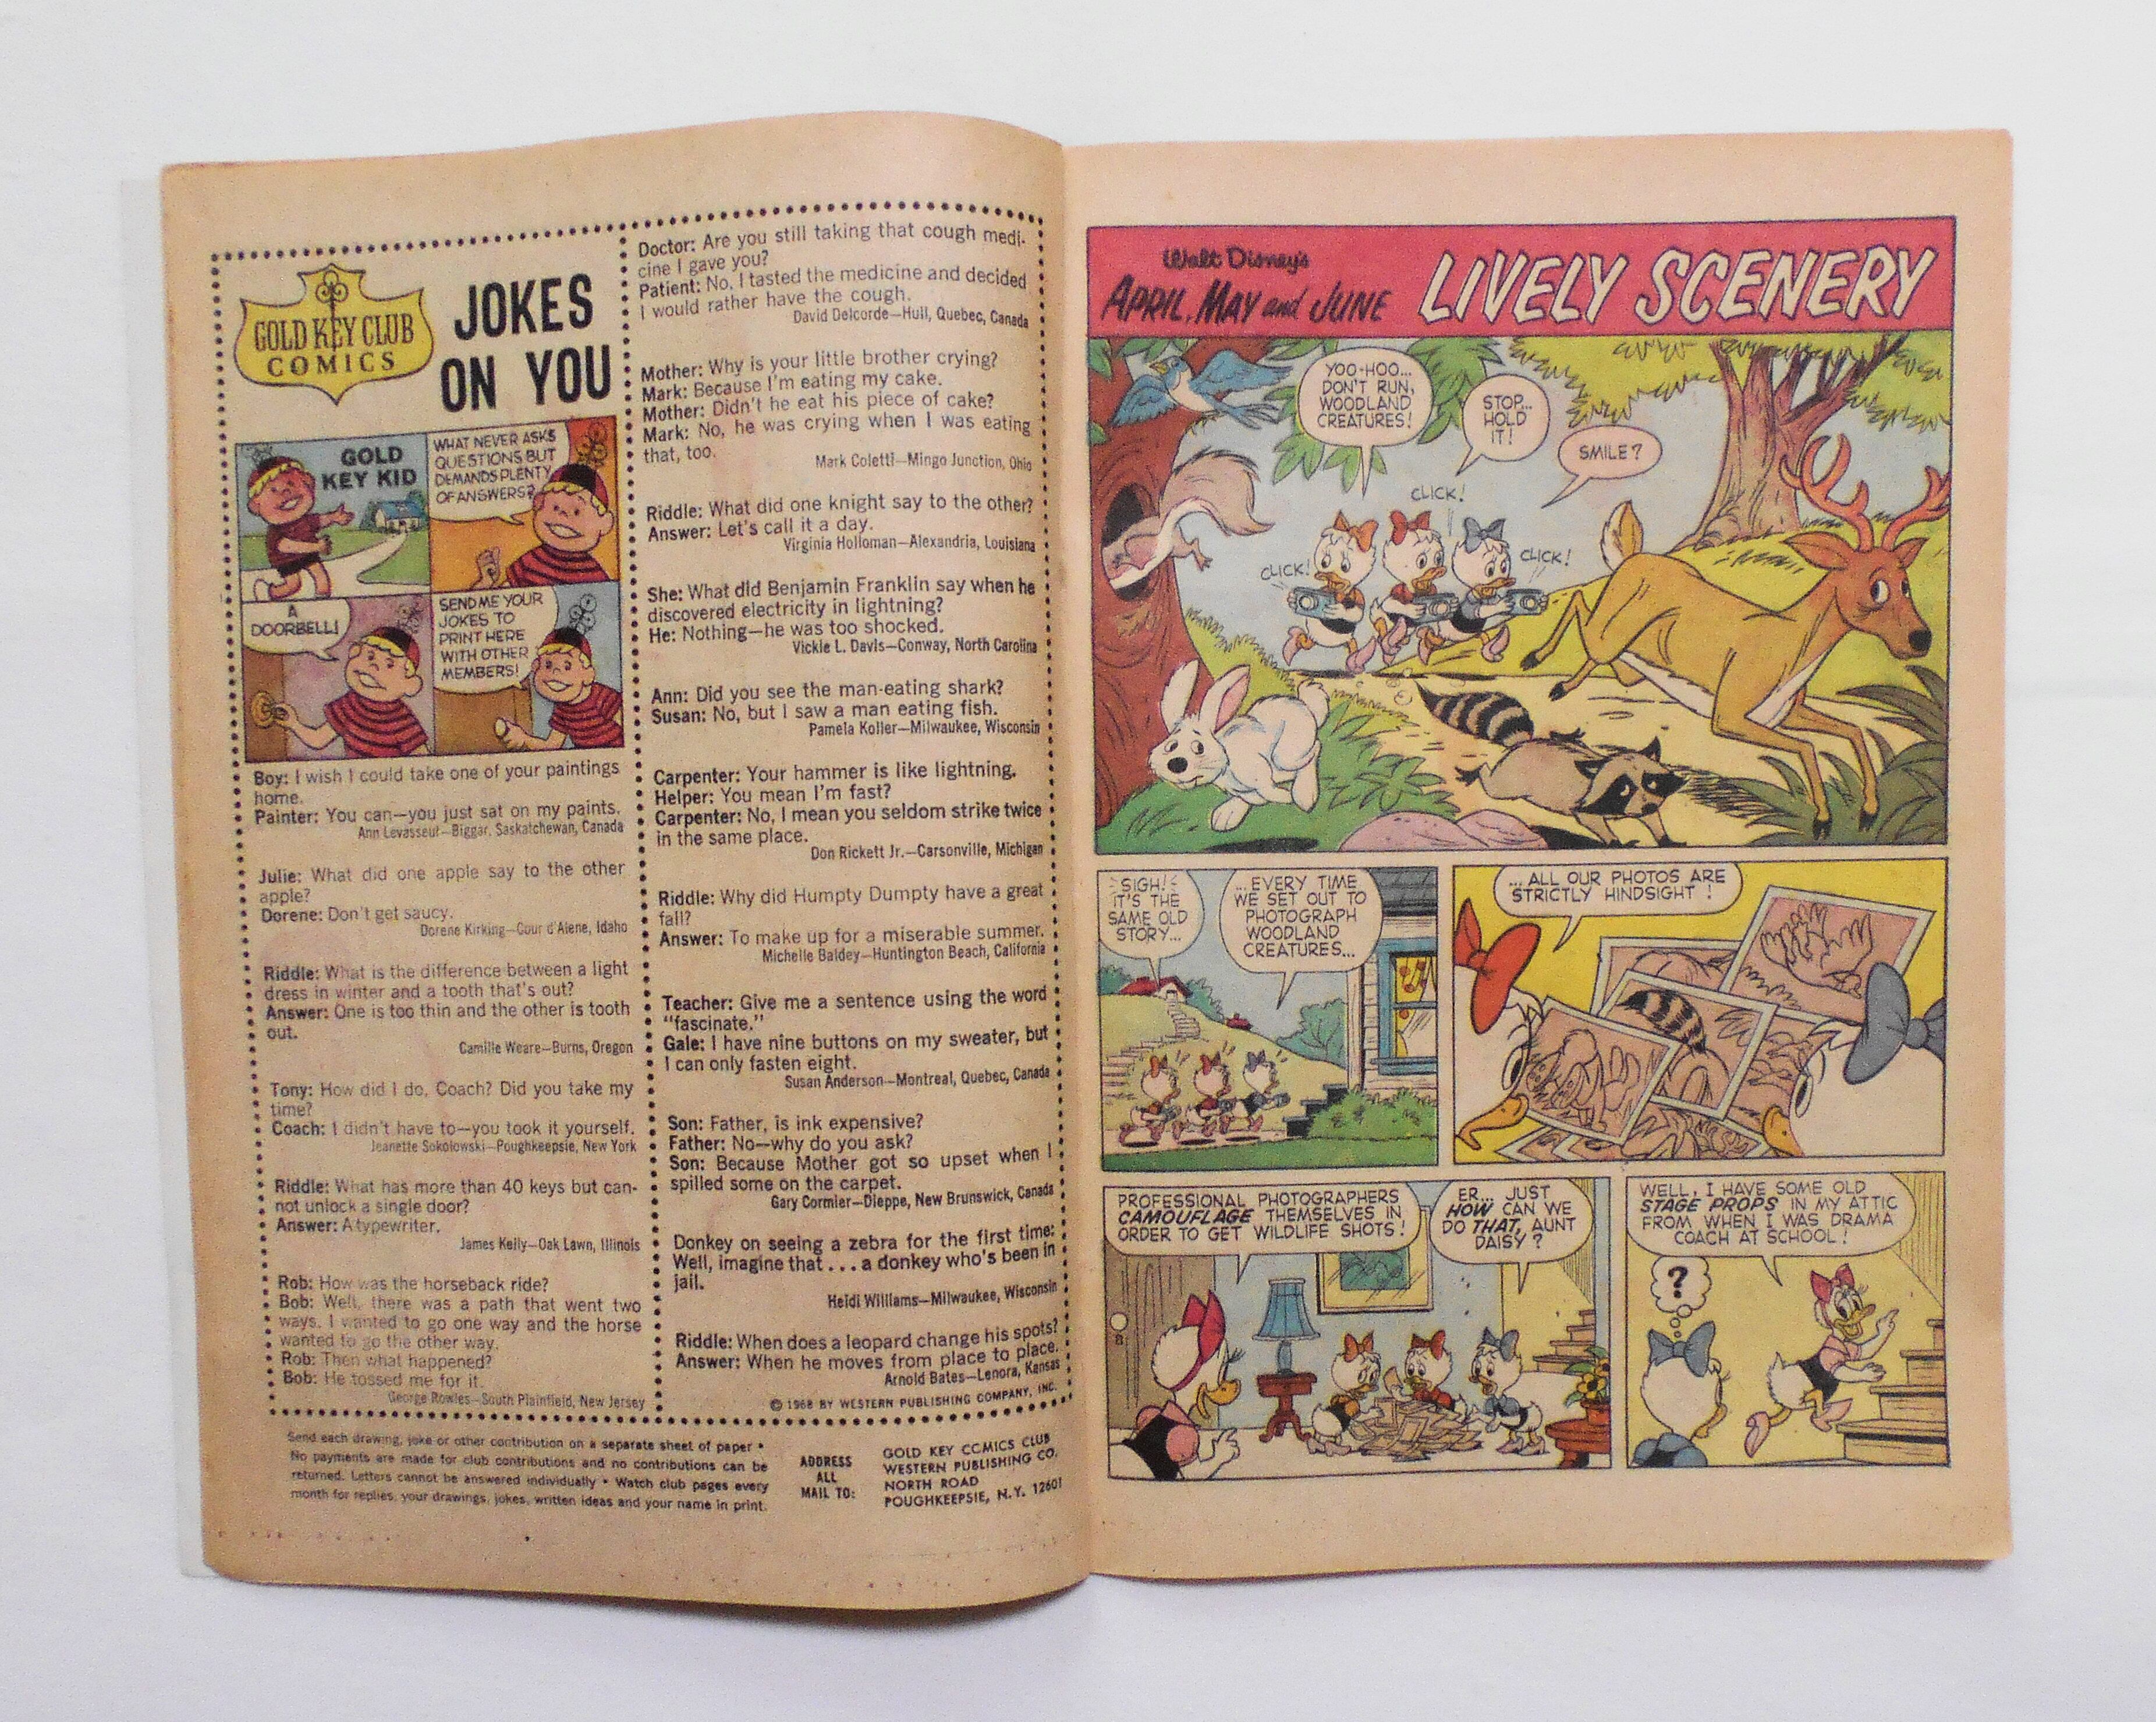 GOLD KEY CLUB
COMICS
JOKES
ON YOU
GOLD
KEY KID
WHAT NEVER ASKS
QUESTIONS BUT
DEMANDS PLENTY
OF ANSWERS?
A
DOORBELL!
SEND ME YOUR
JOKES TO
PRINT HERE
WITH OTHER
MEMBERS!
Boy: I wish I could take one of your paintings
home.
Painter: You can—you just sat on my paints.
Ann Levasseur—Biggar, Saskatchewan, Canada
Julie: What did one apple say to the other
apple?
Dorene: Don't get saucy.
Dorene Kirking—Cour d'Alene, Idaho
Riddle: What is the difference between a light
dress in winter and a tooth that's out?
Answer: One is too thin and the other is tooth
out.
Camille Weare—Burns, Oregon
Tony: How did I do, Coach? Did you take my
time?
Coach: I didn't have to—you took it yourself.
Jeanette Sokolowski—Poughkeepsie, New York
Riddle: What has more than 40 keys but can-
not unlock a single door?
Answer: A typewriter.
James Kelly—Oak Lawn, Illinois
Rob: How was the horseback ride?
Bob: Well, there was a path that went two
ways. I wanted to go one way and the horse
wanted to go the other way.
Rob: Then what happened?
Bob: He tossed me for it.
George Rowles—South Plainfield, New Jersey
Doctor: Are you still taking that cough medi-
cine I gave you?
Patient: No, I tasted the medicine and decided
I would rather have the cough.
David Delcorde—Hull, Quebec, Canada
Mother: Why is your little brother crying?
Mark: Because I'm eating my cake.
Mother: Didn't he eat his piece of cake?
Mark: No, he was crying when I was eating
that, too.
Mark Coletti—Mingo Junction, Ohio
Riddle: What did one knight say to the other?
Answer: Let's call it a day.
Virginia Holloman—Alexandria, Louisiana
She: What did Benjamin Franklin say when he
discovered electricity in lightning?
He: Nothing—he was too shocked.
Vickie L. Davis—Conway, North Carolina
Ann: Did you see the man-eating shark?
Susan: No, but I saw a man eating fish.
Pamela Koller—Milwaukee, Wisconsin
Carpenter: Your hammer is like lightning.
Helper: You mean I'm fast?
Carpenter: No, I mean you seldom strike twice
in the same place.
Don Rickett Jr.—Carsonville, Michigan
Riddle: Why did Humpty Dumpty have a great
fall?
Answer: To make up for a miserable summer.
Michelle Baldey—Huntington Beach, California
Teacher: Give me a sentence using the word
"fascinate."
Gale: I have nine buttons on my sweater, but
I can only fasten eight.
Susan Anderson—Montreal, Quebec, Canada
Son: Father, is ink expensive?
Father: No—why do you ask?
Son: Because Mother got so upset when I
spilled some on the carpet.
Gary Cormier—Dieppe, New Brunswick, Canada
Donkey on seeing a zebra for the first time:
Well, imagine that . . . a donkey who's been in
jail.
Heidi Williams—Milwaukee, Wisconsin
Riddle: When does a leopard change his spots?
Answer: When he moves from place to place.
Arnold Bates—Lenora, Kansas
© 1968 BY WESTERN PUBLISHING COMPANY, INC.
Send each drawing, joke or other contribution on a separate sheet of paper •
No payments are made for club contributions and no contributions can be
returned. Letters cannot be answered individually • Watch club pages every
month for replies, your drawings, jokes, written ideas and your name in print.
ADDRESS
ALL
MAIL TO:
GOLD KEY COMICS CLUB
WESTERN PUBLISHING CO.
NORTH ROAD
POUGHKEEPSIE, N.Y. 12601
Walt Disney's
APRIL, MAY and JUNE
LIVELY SCENERY
YOO-HOO...
DON'T RUN,
WOODLAND
CREATURES!
STOP...
HOLD
IT!
SMILE?
CLICK!
CLICK!
CLICK!
SIGH!
IT'S THE
SAME OLD
STORY...
...EVERY TIME
WE SET OUT TO
PHOTOGRAPH
WOODLAND
CREATURES...
...ALL OUR PHOTOS ARE
STRICTLY HINDSIGHT!
PROFESSIONAL PHOTOGRAPHERS
CAMOUFLAGE THEMSELVES IN
ORDER TO GET WILDLIFE SHOTS!
ER... JUST
HOW CAN WE
DO THAT, AUNT
DAISY?
WELL, I HAVE SOME OLD
STAGE PROPS IN MY ATTIC
FROM WHEN I WAS DRAMA
COACH AT SCHOOL!
?